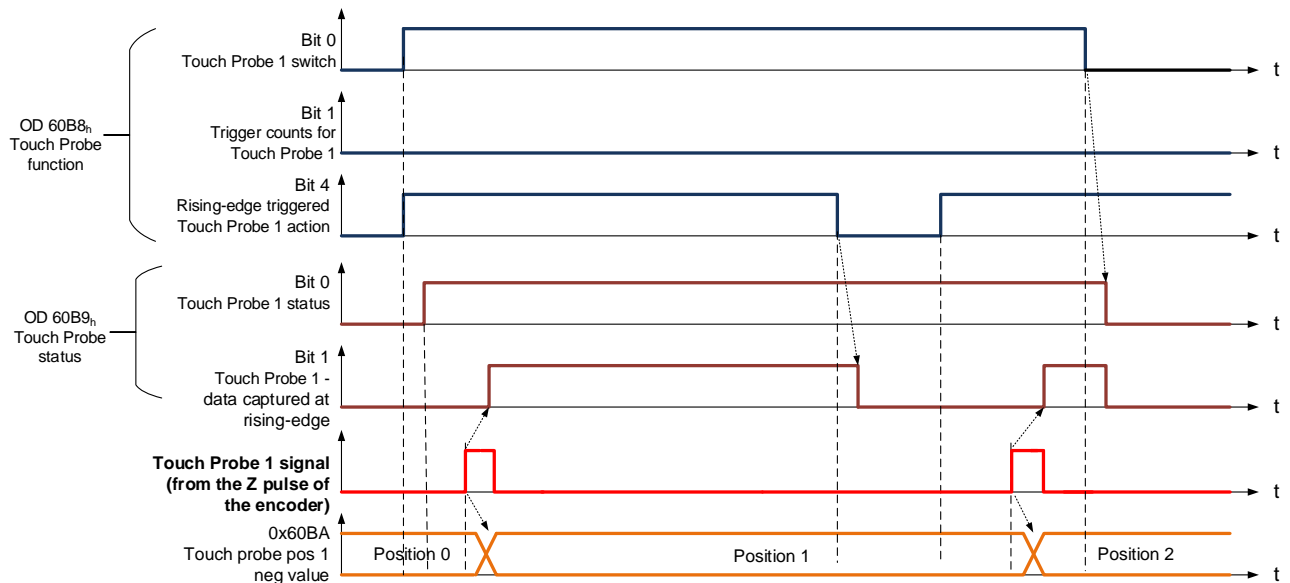 OD 60B8h
Touch Probe
function
Bit 0
Touch Probe 1 switch
t
Bit 1
Trigger counts for
Touch Probe 1
t
Bit 4
Rising-edge triggered
Touch Probe 1 action
t
OD 60B9h
Touch Probe
status
Bit 0
Touch Probe 1 status
t
Bit 1
Touch Probe 1 -
data captured at
rising-edge
t
Touch Probe 1 signal
(from the Z pulse of
the encoder)
t
0x60BA
Touch probe pos 1
neg value
Position 0
Position 1
Position 2
t